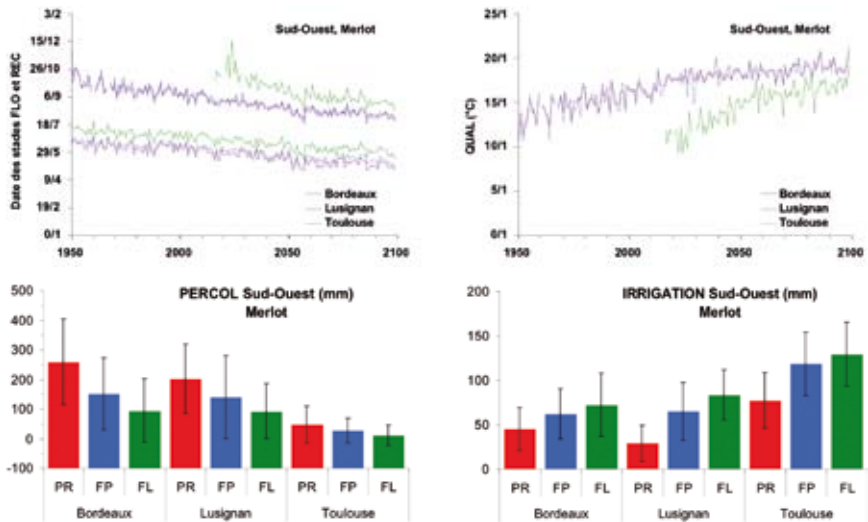 Sud-Ouest, Merlot
Date des stades FLO et REC
3/2
15/12
26/10
6/9
18/7
29/5
9/4
19/2
0/1
Bordeaux
Lusignan
Toulouse
1950 2000 2050 2100
Sud-Ouest, Merlot
QUAL (°C)
25/1
20/1
15/1
10/1
5/1
0/1
Bordeaux
Lusignan
Toulouse
1950 2000 2050 2100
PERCOL Sud-Ouest (mm)
Merlot
500
400
300
200
100
0
-100
PR FP FL PR FP FL PR FP FL
Bordeaux Lusignan Toulouse
IRRIGATION Sud-Ouest (mm)
Merlot
200
150
100
50
0
PR FP FL PR FP FL PR FP FL
Bordeaux Lusignan Toulouse